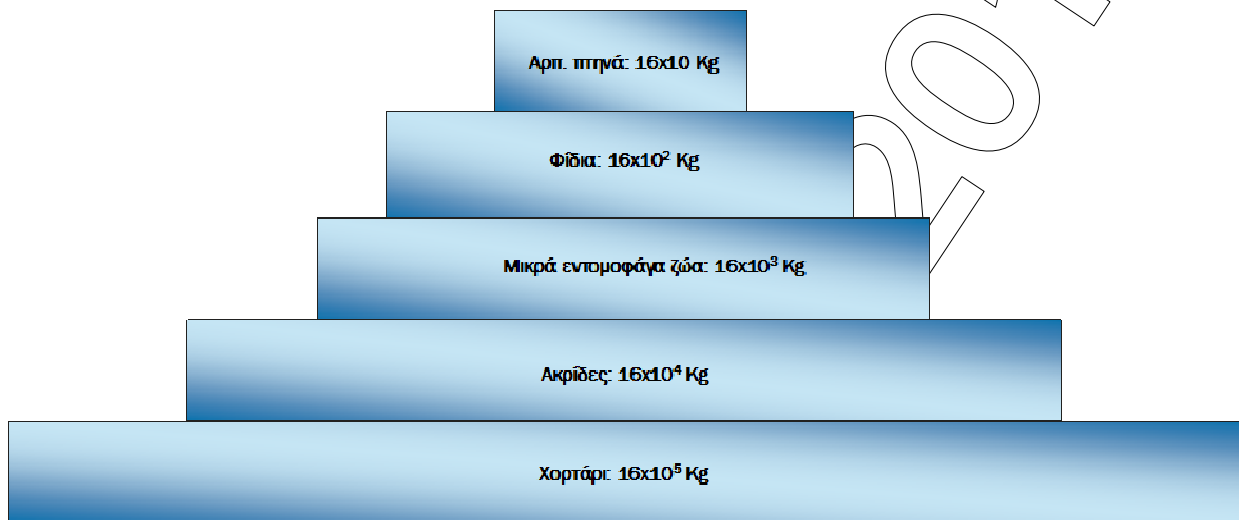 Αρπ. πτηνά: 16x10 Kg
Φίδια: 16x10² Kg
Μικρά εντομοφάγα ζώα: 16x10³ Kg
Ακρίδες: 16x10⁴ Kg
Χορτάρι: 16x10⁵ Kg